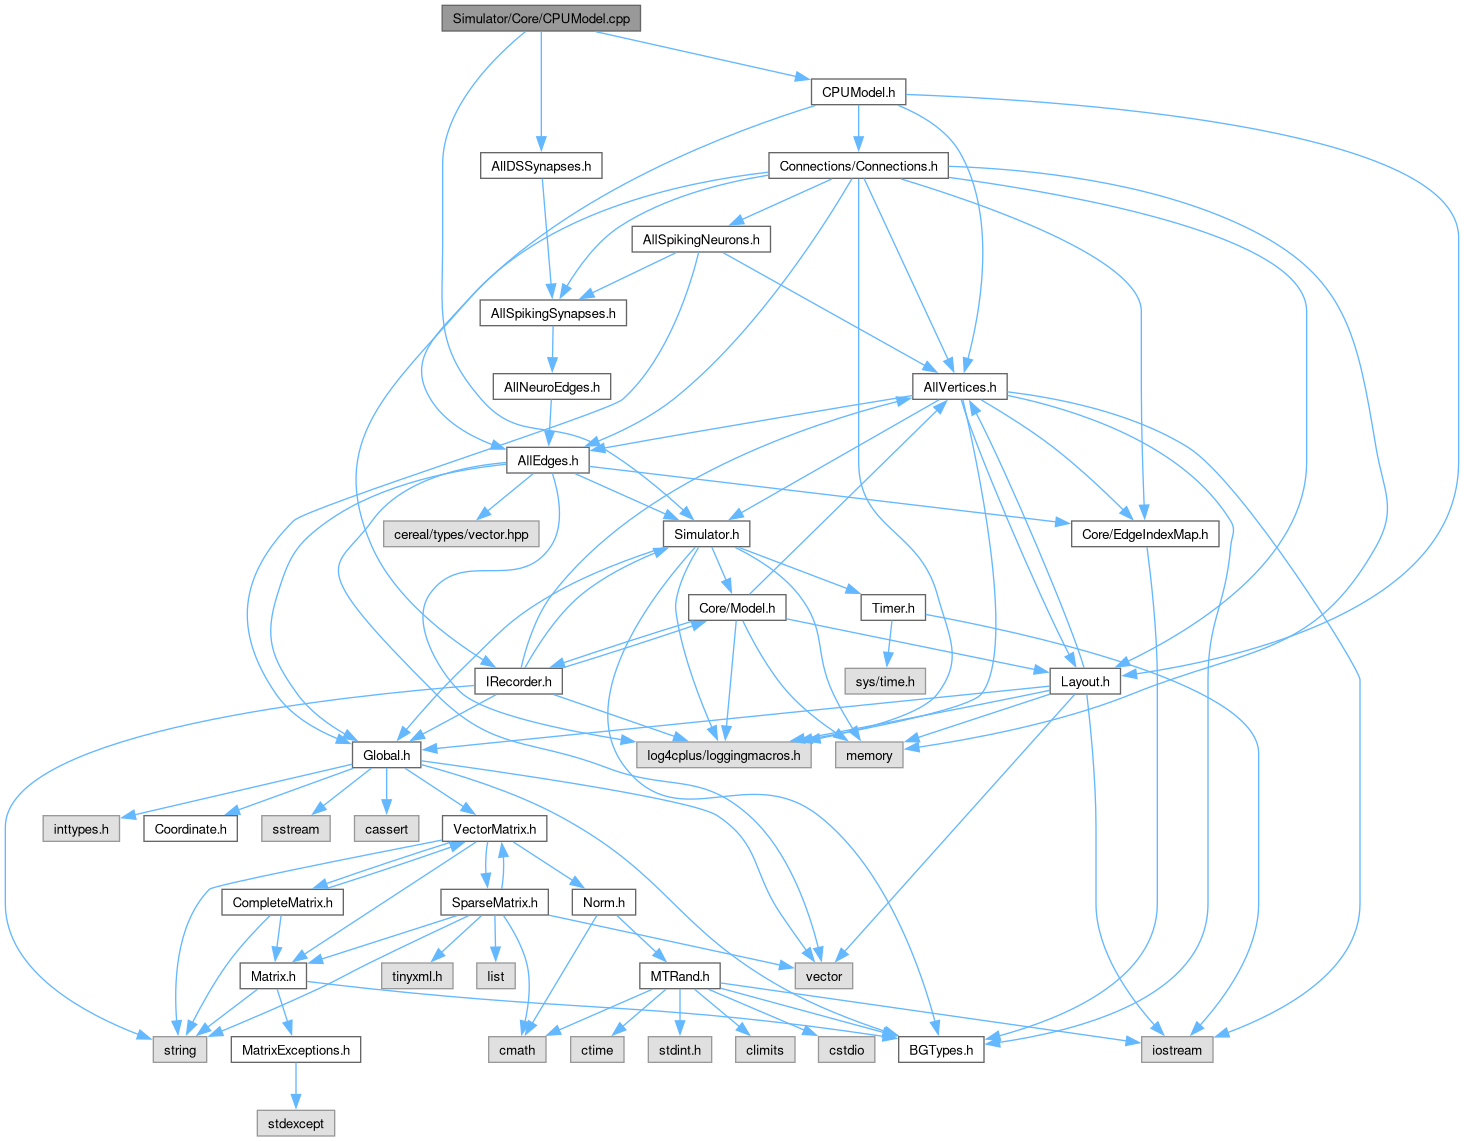 Simulator/Core/CPUModel.cpp
CPUModel.h
AllDSSynapses.h
Connections/Connections.h
AllSpikingNeurons.h
AllSpikingSynapses.h
AllNeuroEdges.h
AllVertices.h
AllEdges.h
cereal/types/vector.hpp
Simulator.h
Core/EdgeIndexMap.h
Core/Model.h
Timer.h
IRecorder.h
sys/time.h
Layout.h
Global.h
log4cplus/loggingmacros.h
memory
inttypes.h
Coordinate.h
sstream
cassert
VectorMatrix.h
CompleteMatrix.h
SparseMatrix.h
Norm.h
Matrix.h
tinyxml.h
list
MTRand.h
vector
string
MatrixExceptions.h
cmath
ctime
stdint.h
climits
cstdio
BGTypes.h
iostream
stdexcept